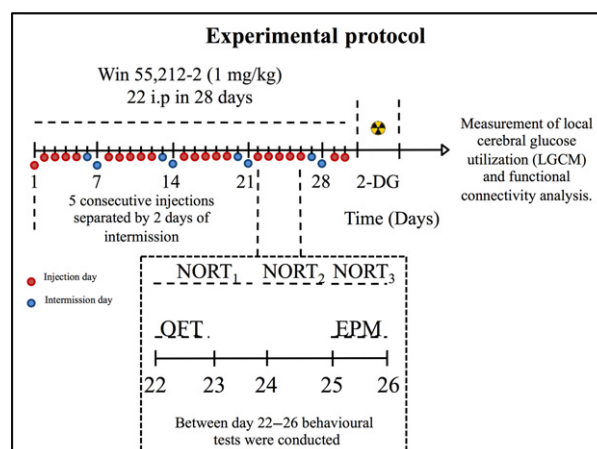 Experimental protocol
Win 55,212-2 (1 mg/kg)
22 i.p in 28 days
1 7 14 21 28 2-DG
Time (Days)
5 consecutive injections
separated by 2 days of
intermission
Measurement of local
cerebral glucose
utilization (LGCM)
and functional
connectivity analysis.
Injection day
Intermission day
NORT1 NORT2 NORT3
OFT EPM
22 23 24 25 26
Between day 22–26 behavioural
tests were conducted